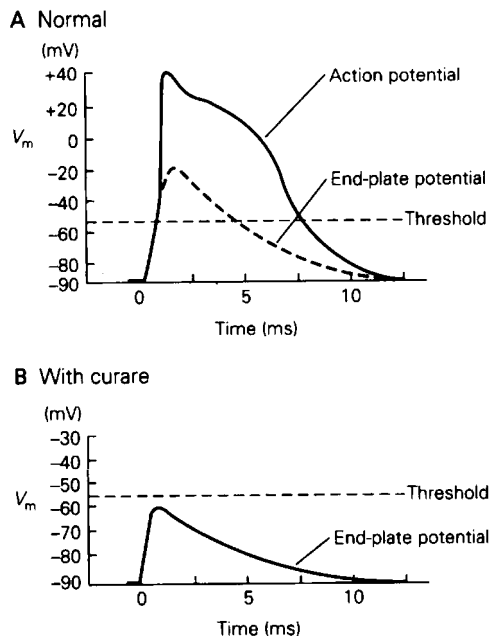 A Normal
(mV)
+40
Action potential
+20
Vm
0
−20
End-plate potential
−40
Threshold
−60
−80
−90
0 5 10
Time (ms)
B With curare
(mV)
−30
−40
Vm
−50
Threshold
−60
End-plate potential
−70
−80
−90
0 5 10
Time (ms)